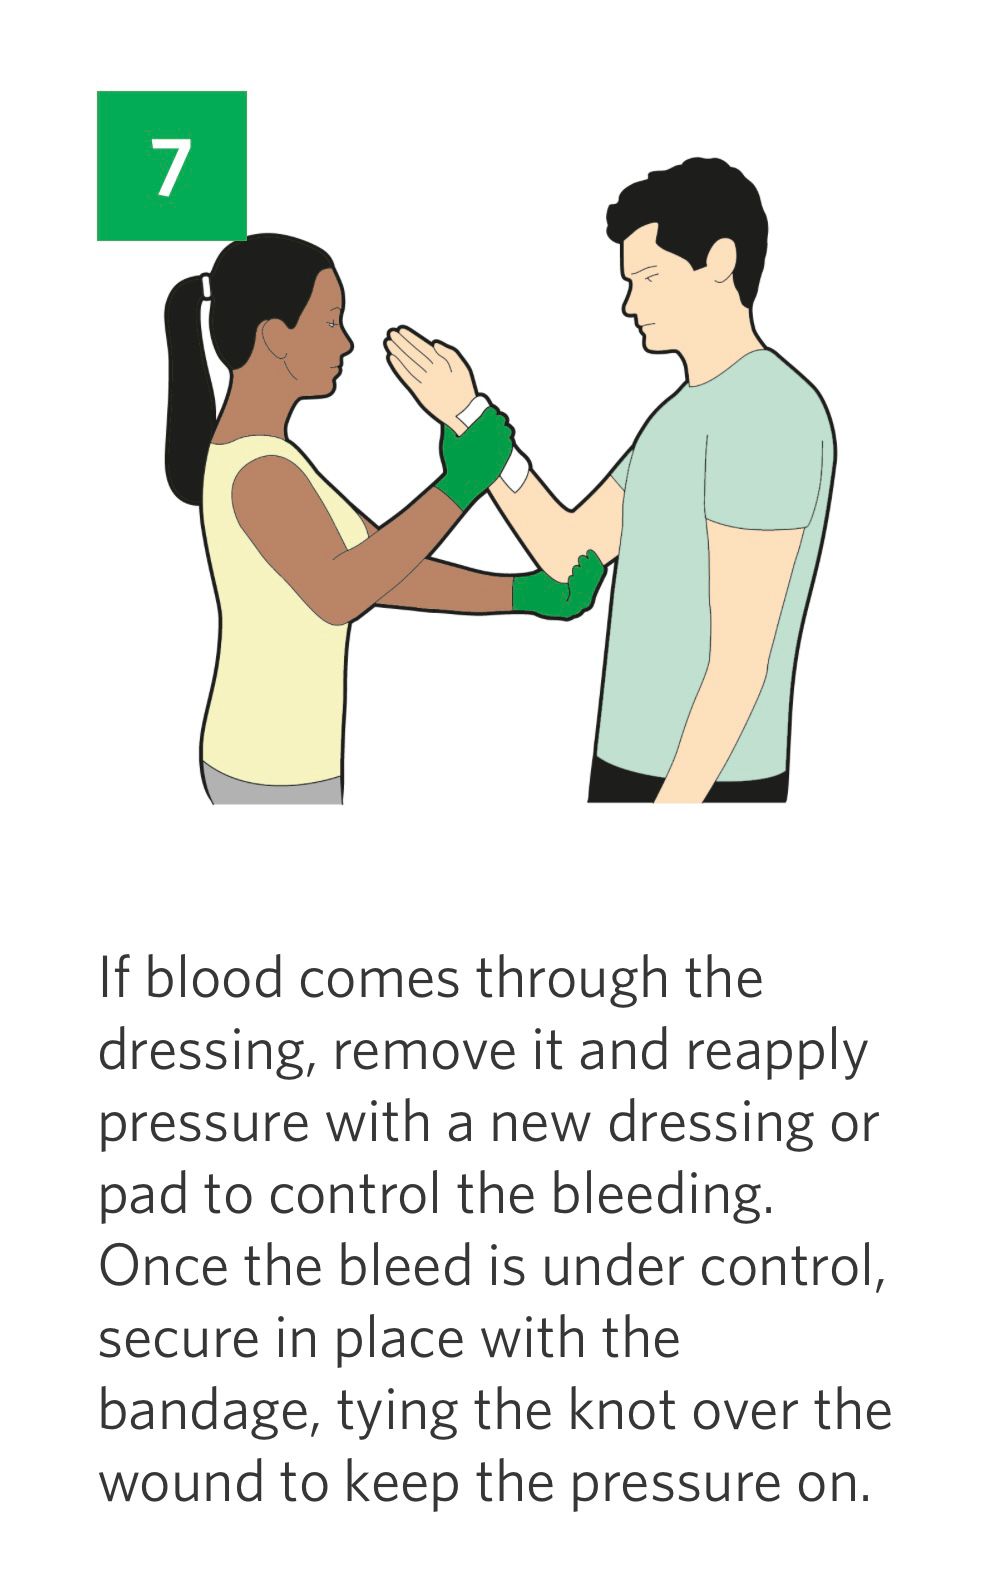 7
If blood comes through the
dressing, remove it and reapply
pressure with a new dressing or
pad to control the bleeding.
Once the bleed is under control,
secure in place with the
bandage, tying the knot over the
wound to keep the pressure on.